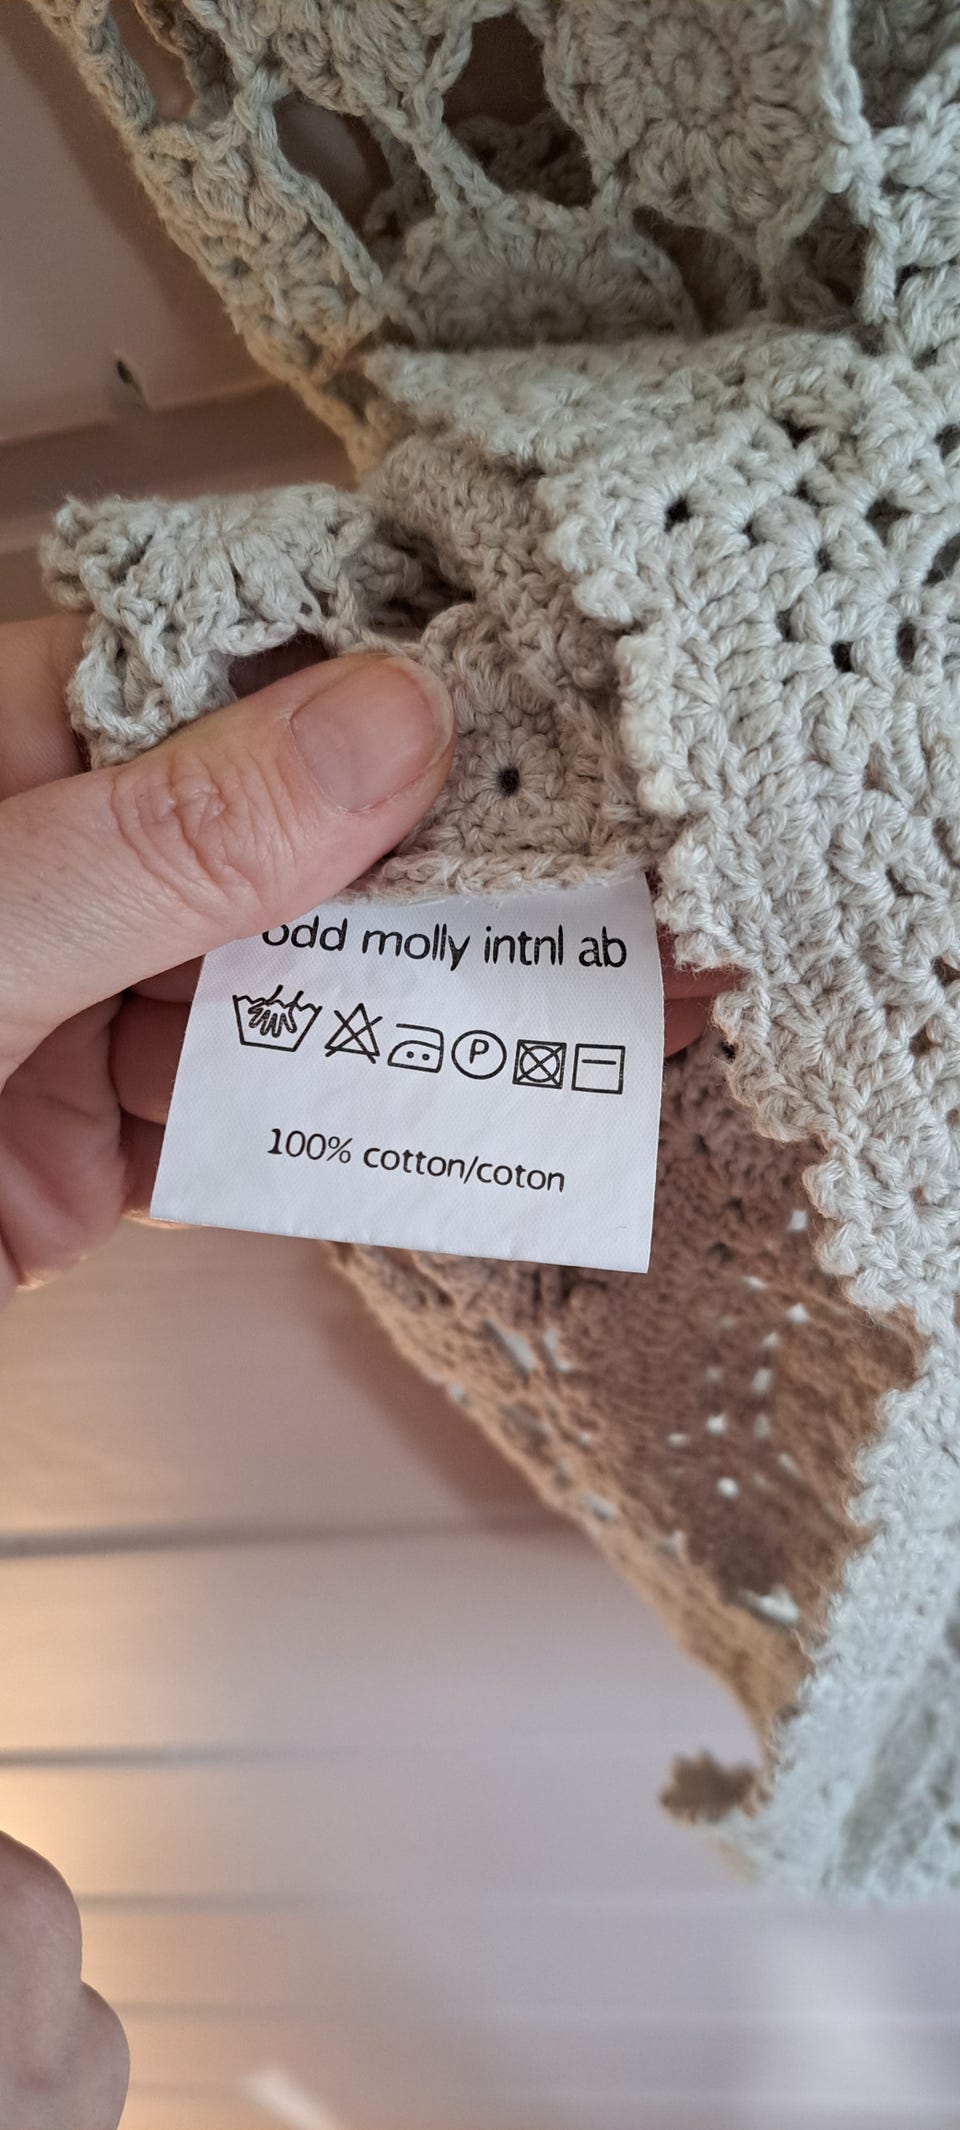 odd molly intnl ab
P
100% cotton/coton